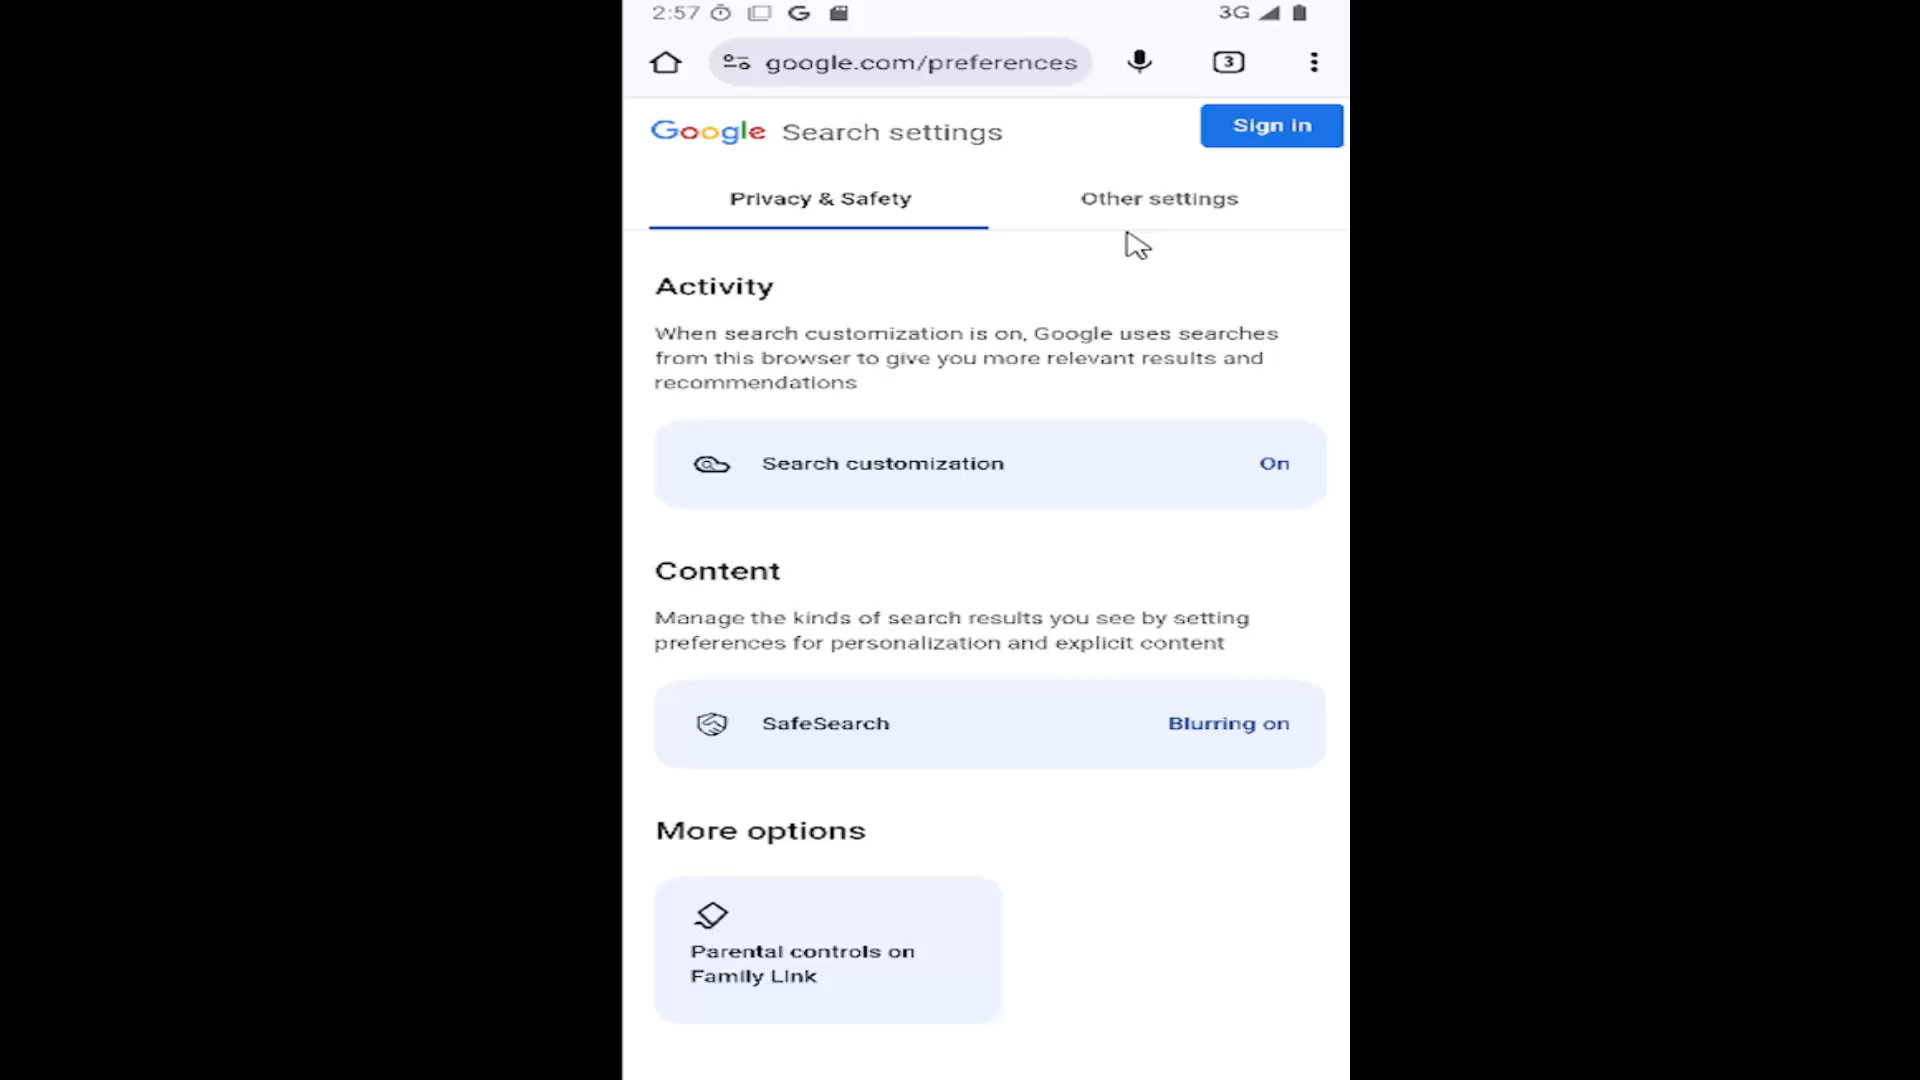 2:57
3G
google.com/preferences
3
Google Search settings
Sign in
Privacy & Safety
Other settings
Activity
When search customization is on, Google uses searches
from this browser to give you more relevant results and
recommendations
Search customization
On
Content
Manage the kinds of search results you see by setting
preferences for personalization and explicit content
SafeSearch
Blurring on
More options
Parental controls on
Family Link